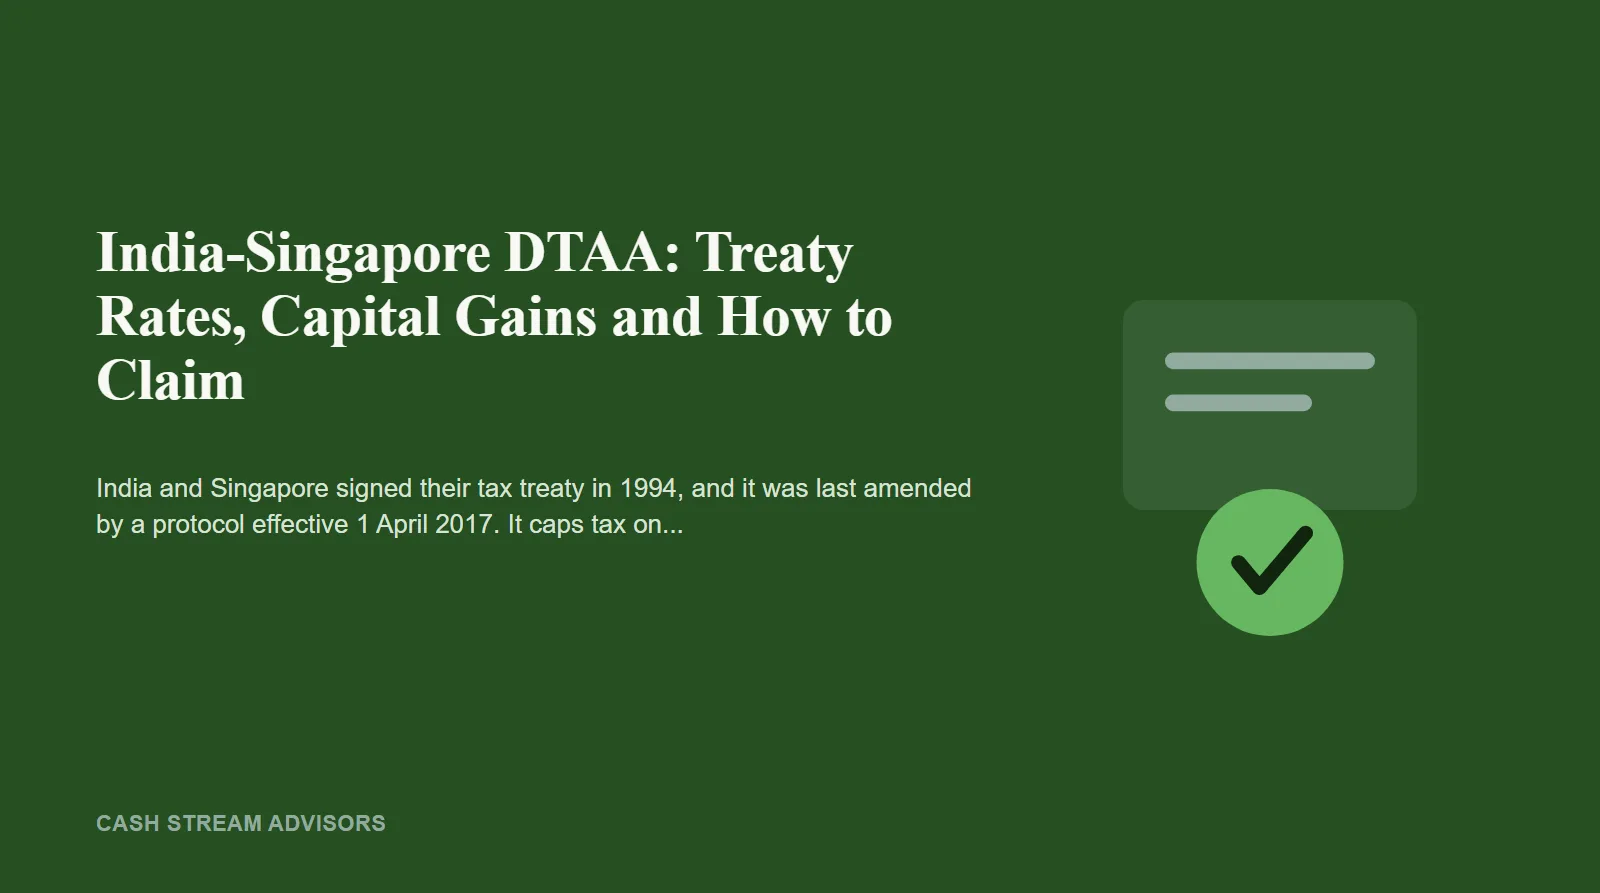 India-Singapore DTAA: Treaty
Rates, Capital Gains and How to
Claim
India and Singapore signed their tax treaty in 1994, and it was last amended
by a protocol effective 1 April 2017. It caps tax on...
CASH STREAM ADVISORS